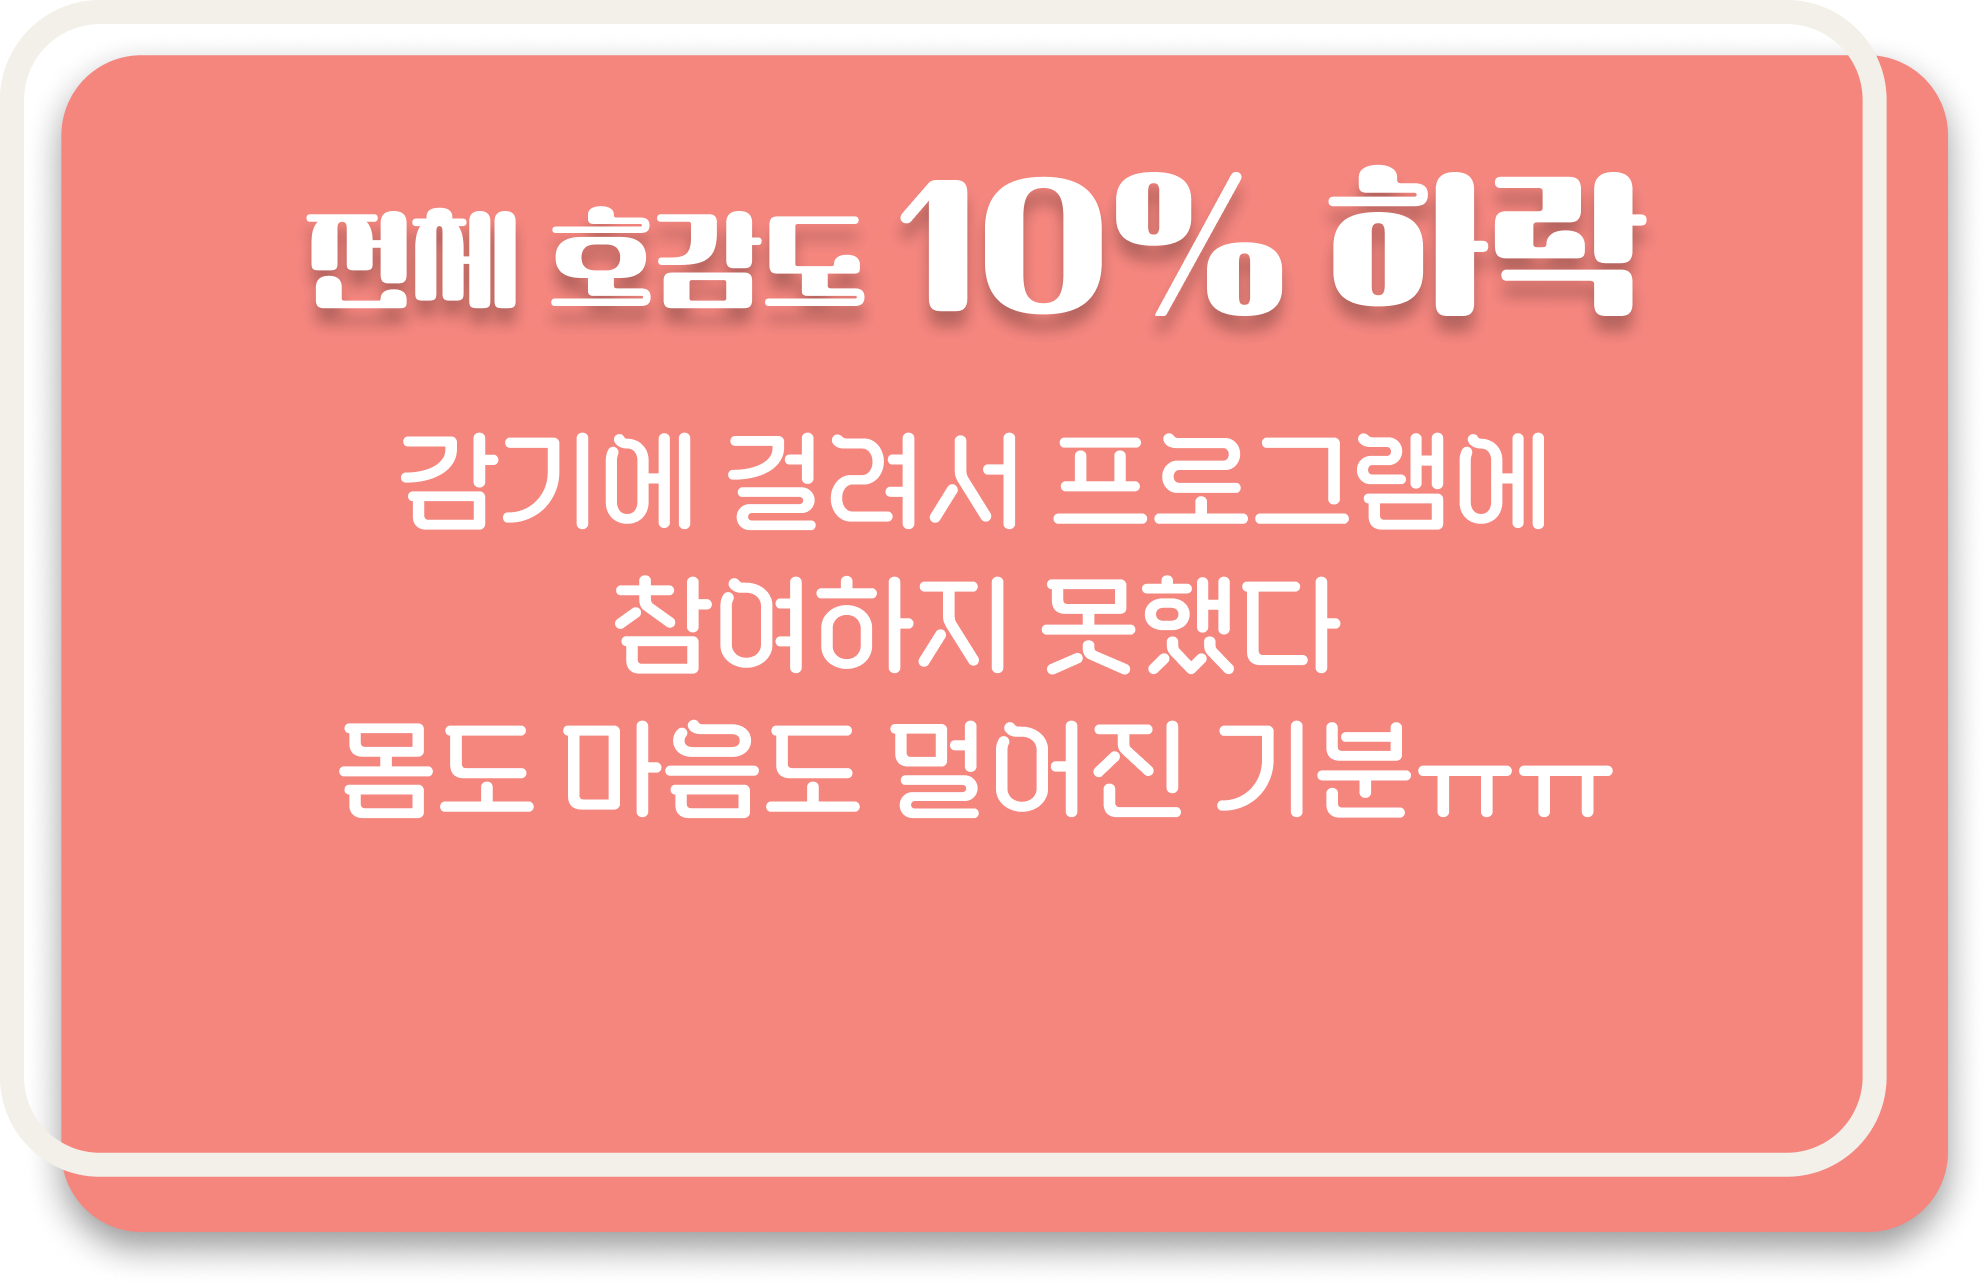 전체 호감도 10% 하락
감기에 걸려서 프로그램에
참여하지 못했다
몸도 마음도 멀어진 기분ㅠㅠ